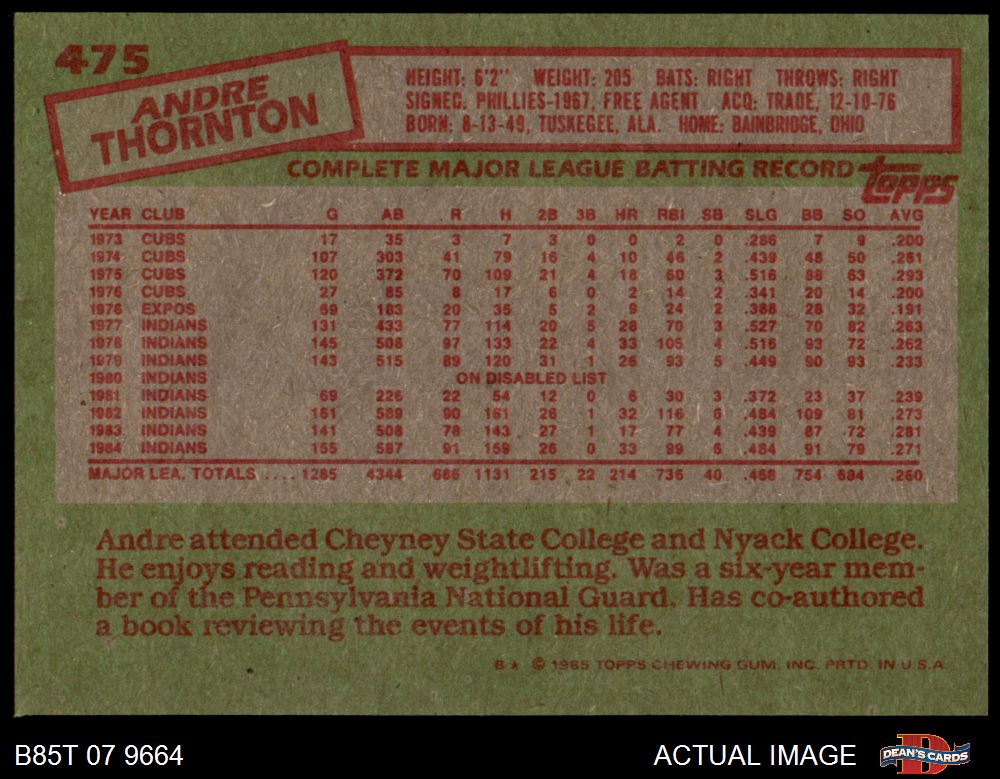 475
ANDRE
THORNTON
HEIGHT: 6'2" WEIGHT: 205 BATS: RIGHT THROWS: RIGHT
SIGNED: PHILLIES-1967, FREE AGENT ACQ: TRADE, 12-10-76
BORN: 8-13-49, TUSKEGEE, ALA. HOME: BAINBRIDGE, OHIO
COMPLETE MAJOR LEAGUE BATTING RECORD topps
YEAR CLUB G AB R H 2B 3B HR RBI SB SLG BB SO AVG
1973 CUBS 17 35 3 7 3 0 0 2 0 .286 7 9 .200
1974 CUBS 107 303 41 79 16 4 10 46 2 .439 48 50 .261
1975 CUBS 120 372 70 109 21 4 18 60 3 .516 88 63 .293
1976 CUBS 27 85 8 17 6 0 2 14 2 .341 20 14 .200
1976 EXPOS 69 183 20 35 5 2 9 24 2 .388 28 32 .191
1977 INDIANS 131 433 77 114 20 5 28 70 3 .527 70 82 .263
1978 INDIANS 145 508 97 133 22 4 33 105 4 .516 93 72 .262
1979 INDIANS 143 515 89 120 31 1 26 93 5 .449 90 93 .233
1980 INDIANS ON DISABLED LIST
1981 INDIANS 69 226 22 54 12 0 6 30 3 .372 23 37 .239
1982 INDIANS 161 589 90 161 26 1 32 116 6 .484 109 81 .273
1983 INDIANS 141 508 78 143 27 1 17 77 4 .439 87 72 .281
1984 INDIANS 155 587 91 159 26 0 33 99 6 .484 91 79 .271
MAJOR LEA. TOTALS .... 1285 4344 686 1131 215 22 214 736 40 .466 754 684 .260
Andre attended Cheyney State College and Nyack College.
He enjoys reading and weightlifting. Was a six-year mem-
ber of the Pennsylvania National Guard. Has co-authored
a book reviewing the events of his life.
B★ © 1985 TOPPS CHEWING GUM, INC. PRTD. IN U.S.A.
B85T 07 9664 ACTUAL IMAGE DEAN'S CARDS